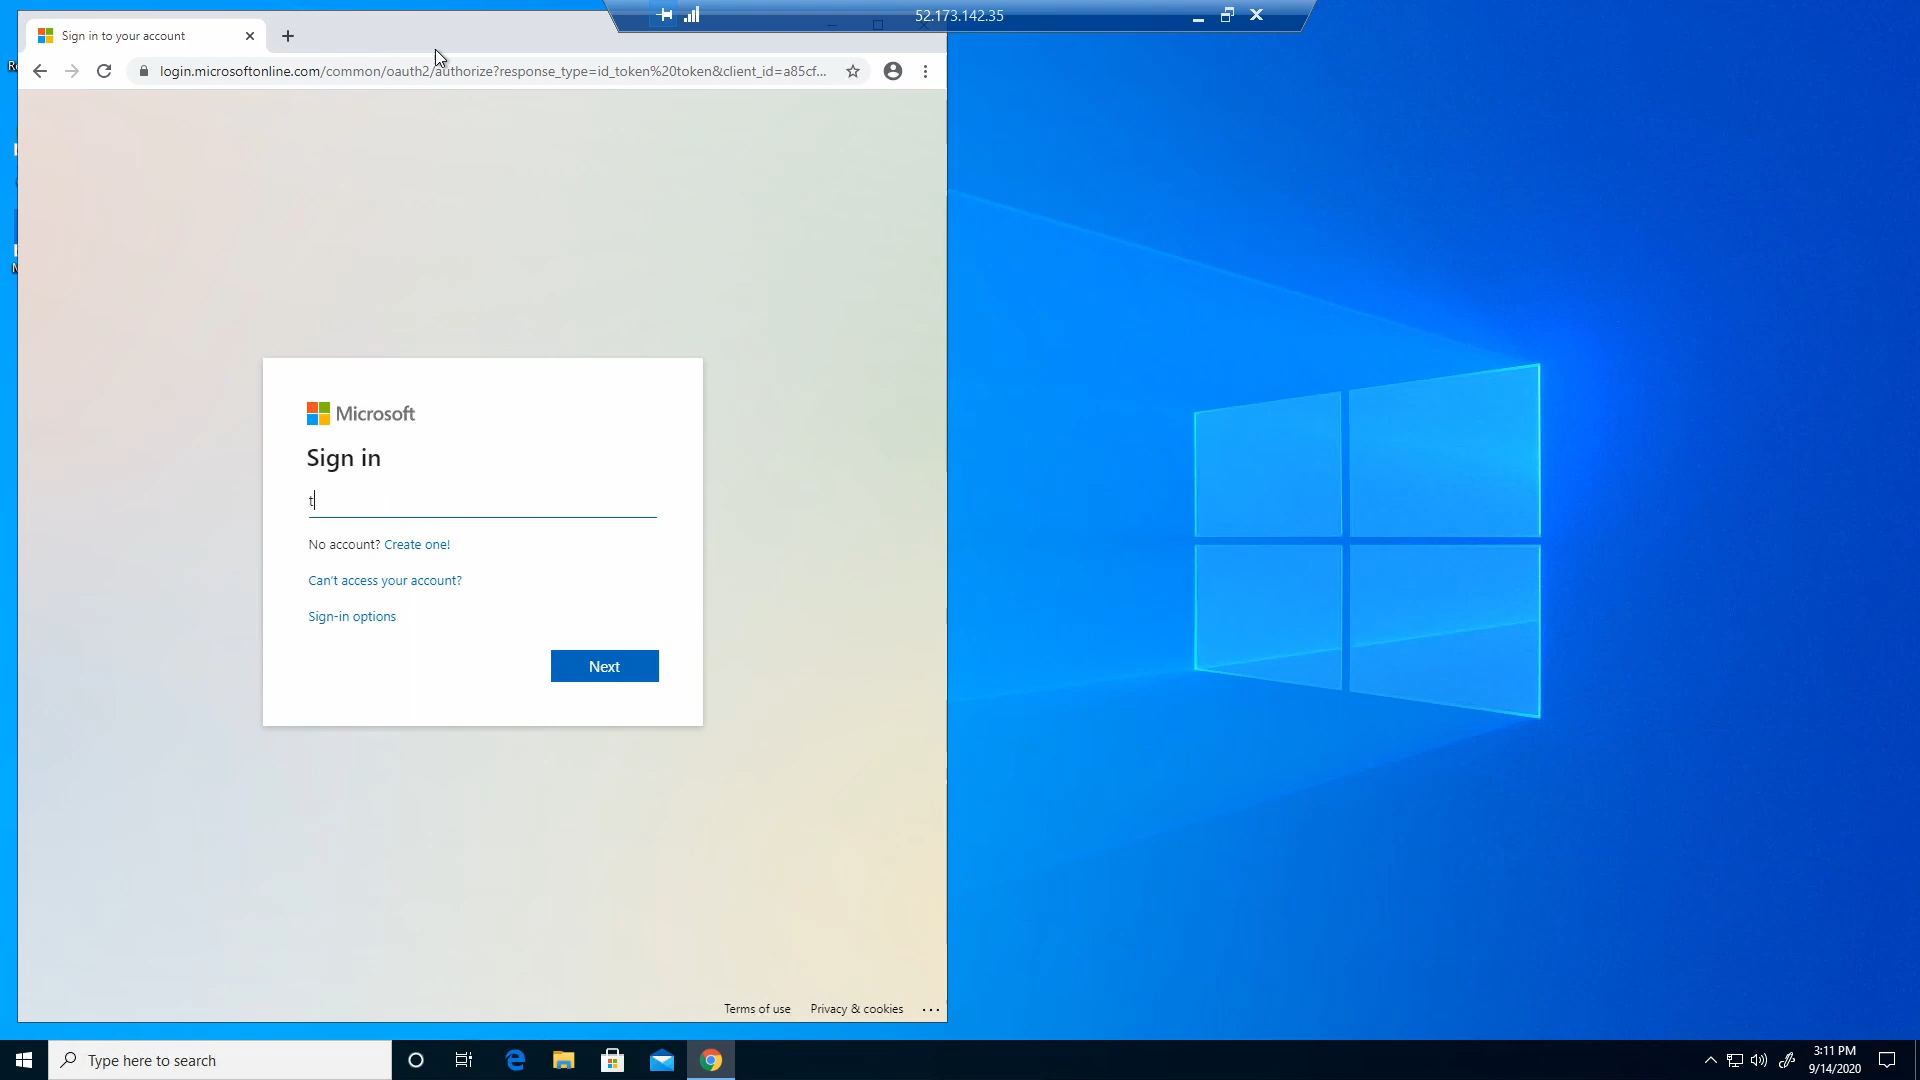 52.173.142.35
Sign in to your account
login.microsoftonline.com/common/oauth2/authorize?response_type=id_token%20token&client_id=a85cf...
Microsoft
Sign in
t
No account? Create one!
Can't access your account?
Sign-in options
Next
Terms of use Privacy & cookies ...
Type here to search
3:11 PM
9/14/2020